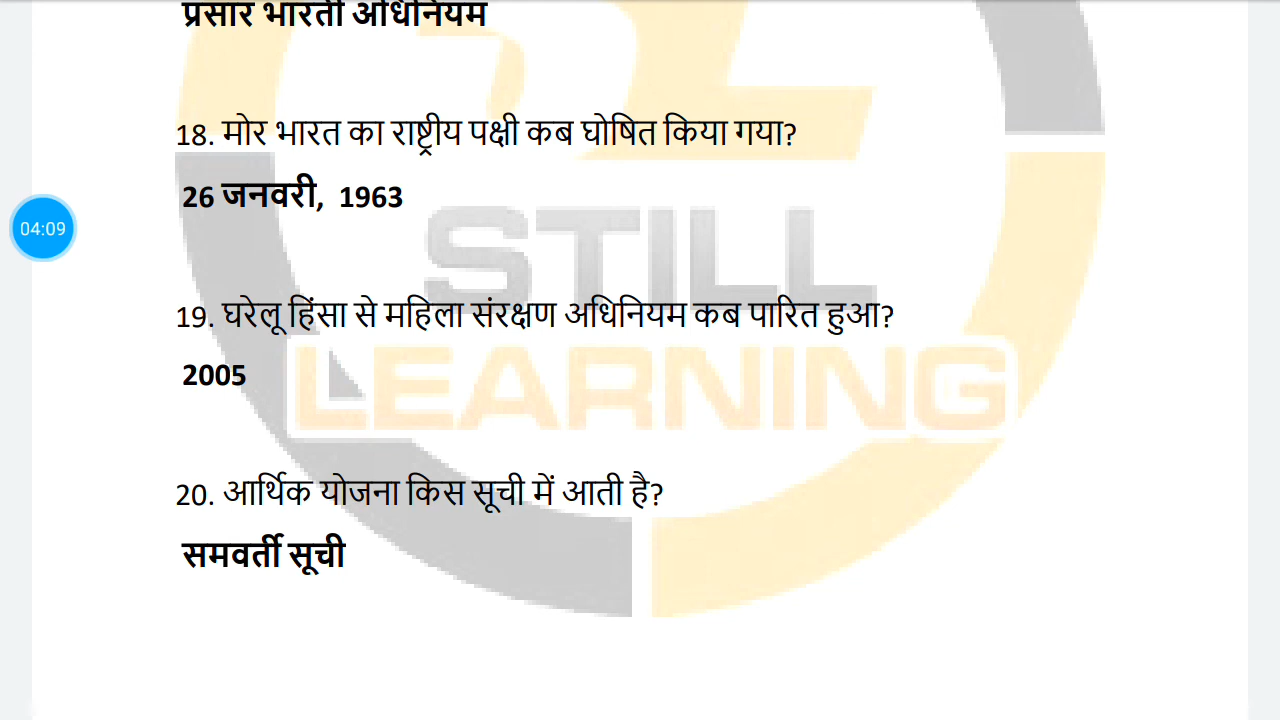 प्रसार भारती अधिनियम
18. मोर भारत का राष्ट्रीय पक्षी कब घोषित किया गया?
26 जनवरी, 1963
04:09
STILL
19. घरेलू हिंसा से महिला संरक्षण अधिनियम कब पारित हुआ?
LEARNING
2005
20. आर्थिक योजना किस सूची में आती है?
समवर्ती सूची